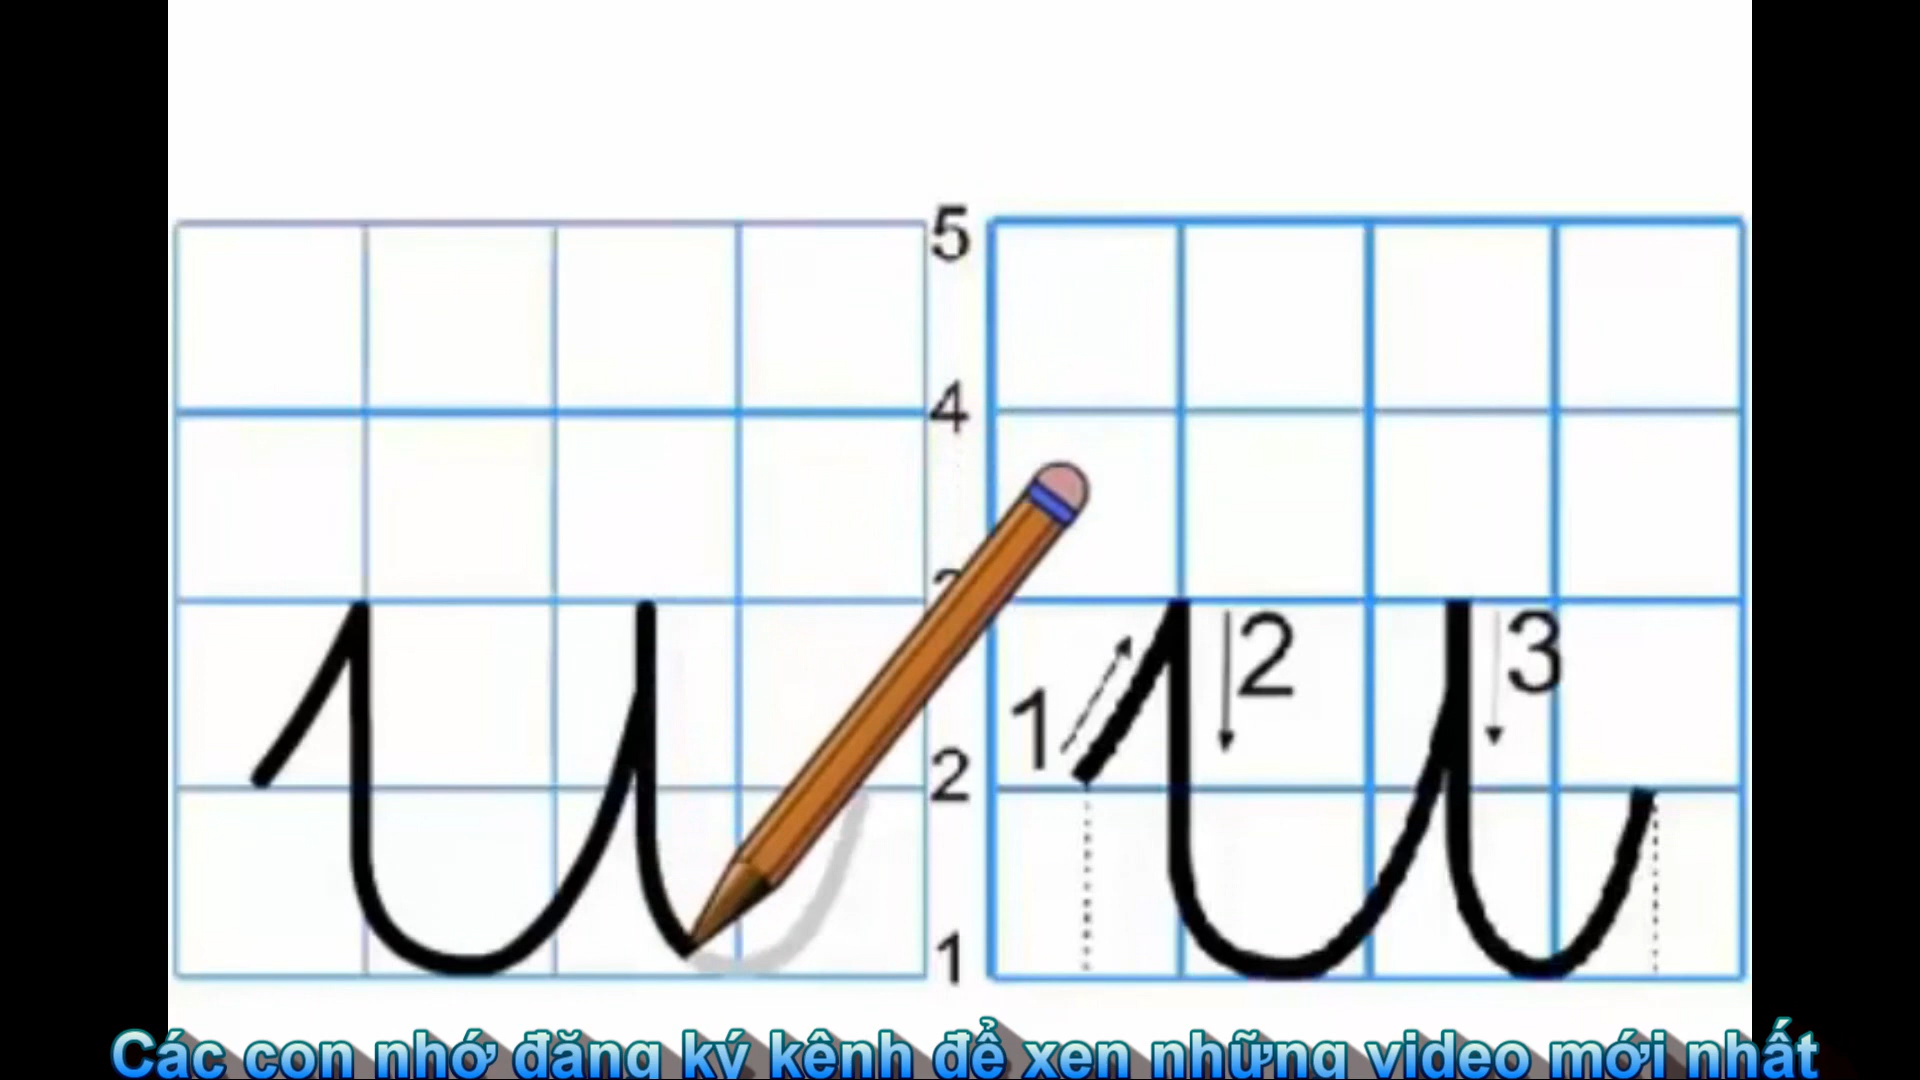 5
4
2
1
u
1 2 3
u
Các con nhớ đăng ký kênh để xen những video mới nhất